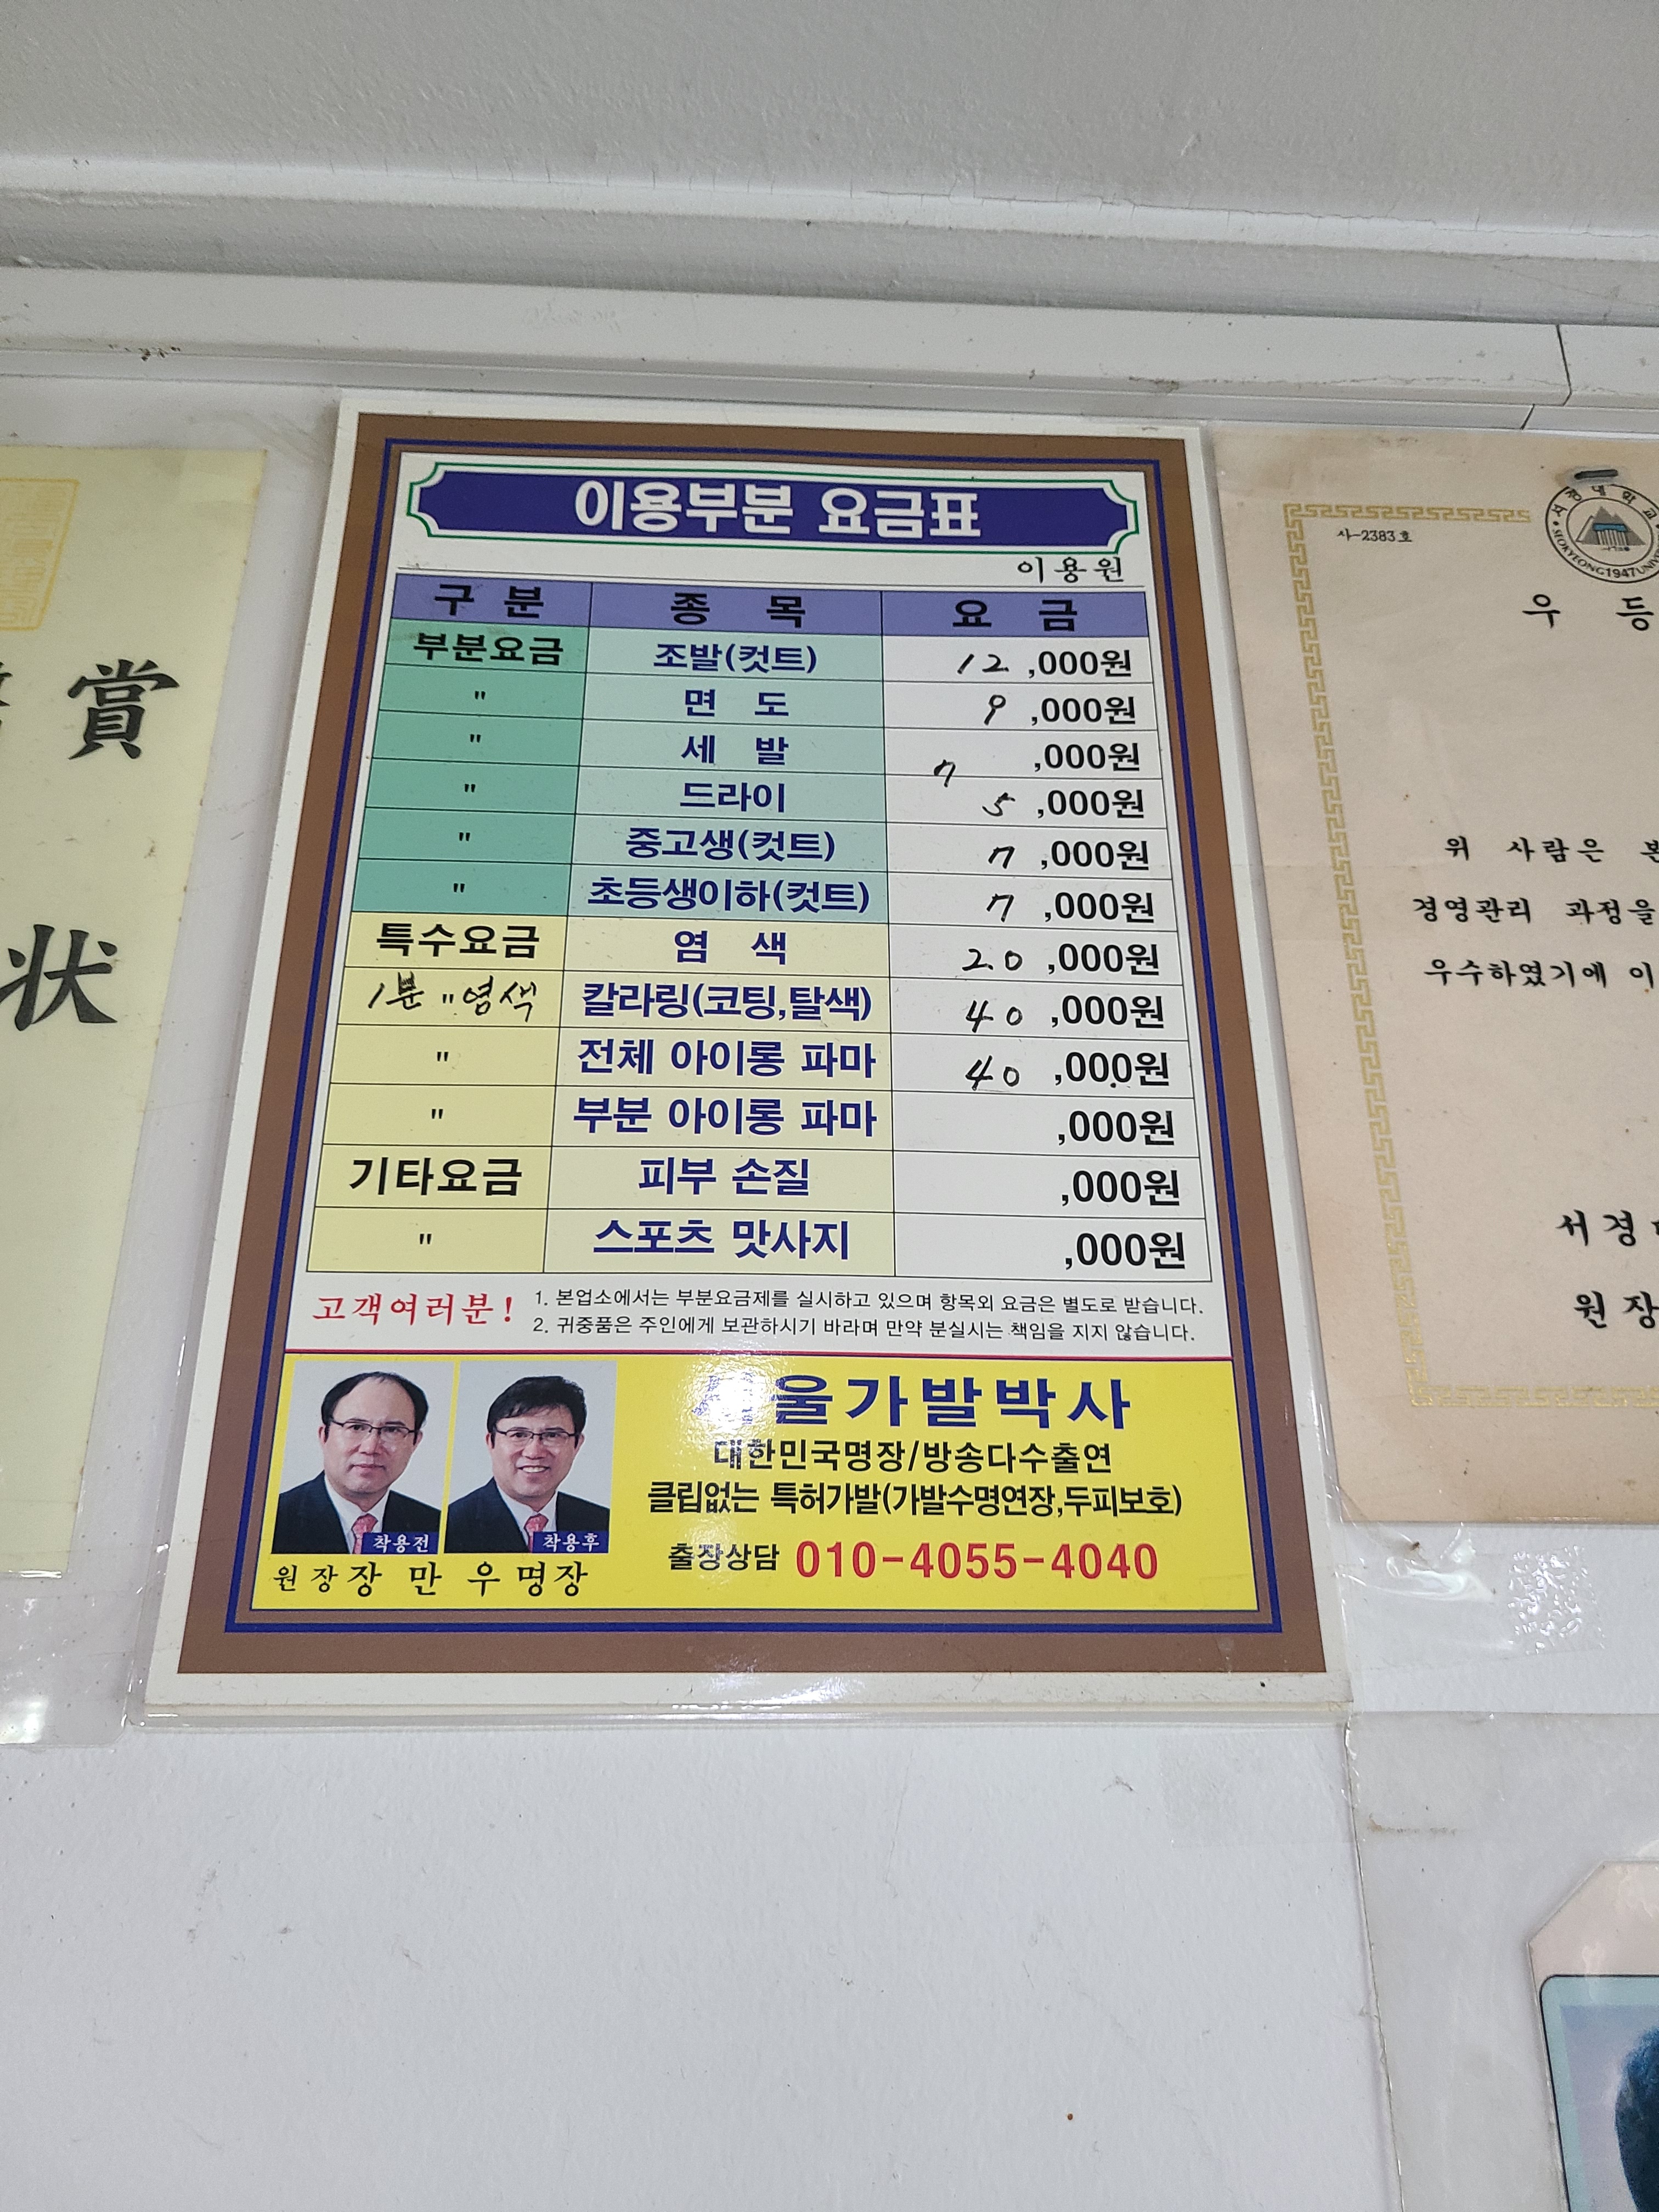 이용부분 요금표
이용원
구 분 종 목 요 금
부분요금 조발(컷트) 12 ,000원
" 면 도 9 ,000원
" 세 발 7 ,000원
" 드라이 5 ,000원
" 중고생(컷트) 7 ,000원
" 초등생이하(컷트) 7 ,000원
특수요금 염 색 20 ,000원
1분 " 염색 칼라링(코팅,탈색) 40 ,000원
" 전체 아이롱 파마 40 ,000원
" 부분 아이롱 파마 ,000원
기타요금 피부 손질 ,000원
" 스포츠 맛사지 ,000원
고객여러분! 1. 본업소에서는 부분요금제를 실시하고 있으며 항목외 요금은 별도로 받습니다.
2. 귀중품은 주인에게 보관하시기 바라며 만약 분실시는 책임을 지지 않습니다.
서울가발박사
대한민국명장/방송다수출연
클립없는 특허가발(가발수명연장,두피보호)
출장상담 010-4055-4040
착용전 착용후
원장 장 만 우 명장
賞
状
사-2383호
SEOKYEONG 1947 UNIV
우 등
위 사람은 본
경영관리 과정을
우수하였기에 이
서경
원장